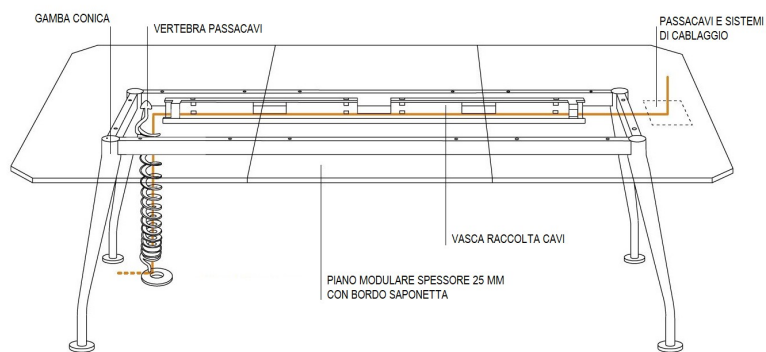 GAMBA CONICA
VERTEBRA PASSACAVI
PASSACAVI E SISTEMI
DI CABLAGGIO
VASCA RACCOLTA CAVI
PIANO MODULARE SPESSORE 25 MM
CON BORDO SAPONETTA